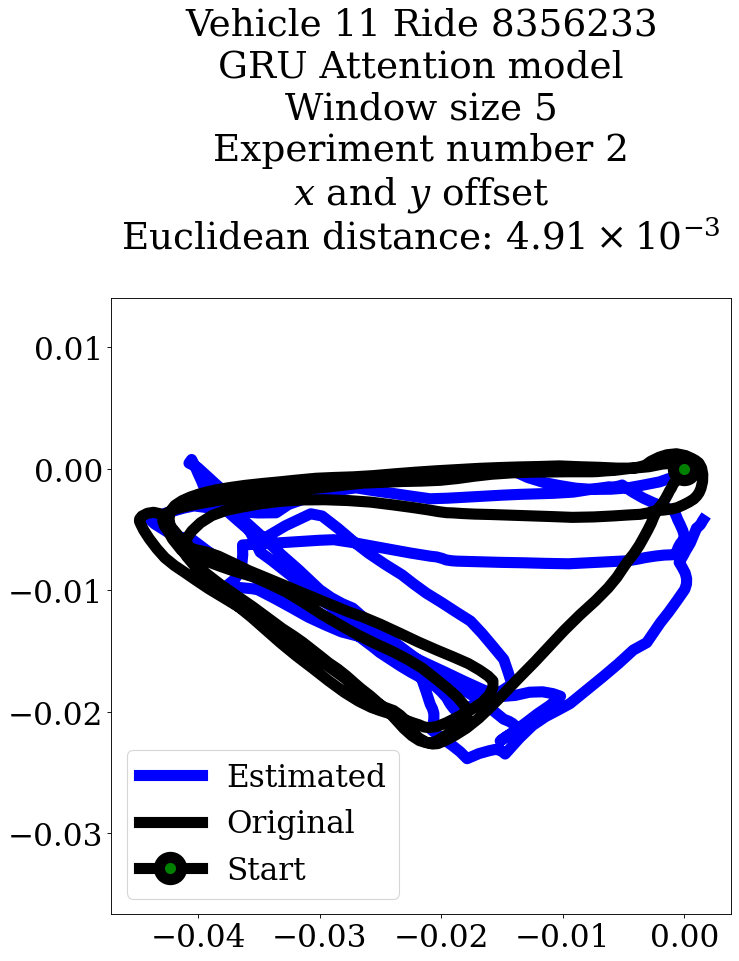 Vehicle 11 Ride 8356233
GRU Attention model
Window size 5
Experiment number 2
x and y offset
Euclidean distance: 4.91 × 10⁻³
0.01
0.00
−0.01
−0.02
−0.03
Estimated
Original
Start
−0.04 −0.03 −0.02 −0.01 0.00